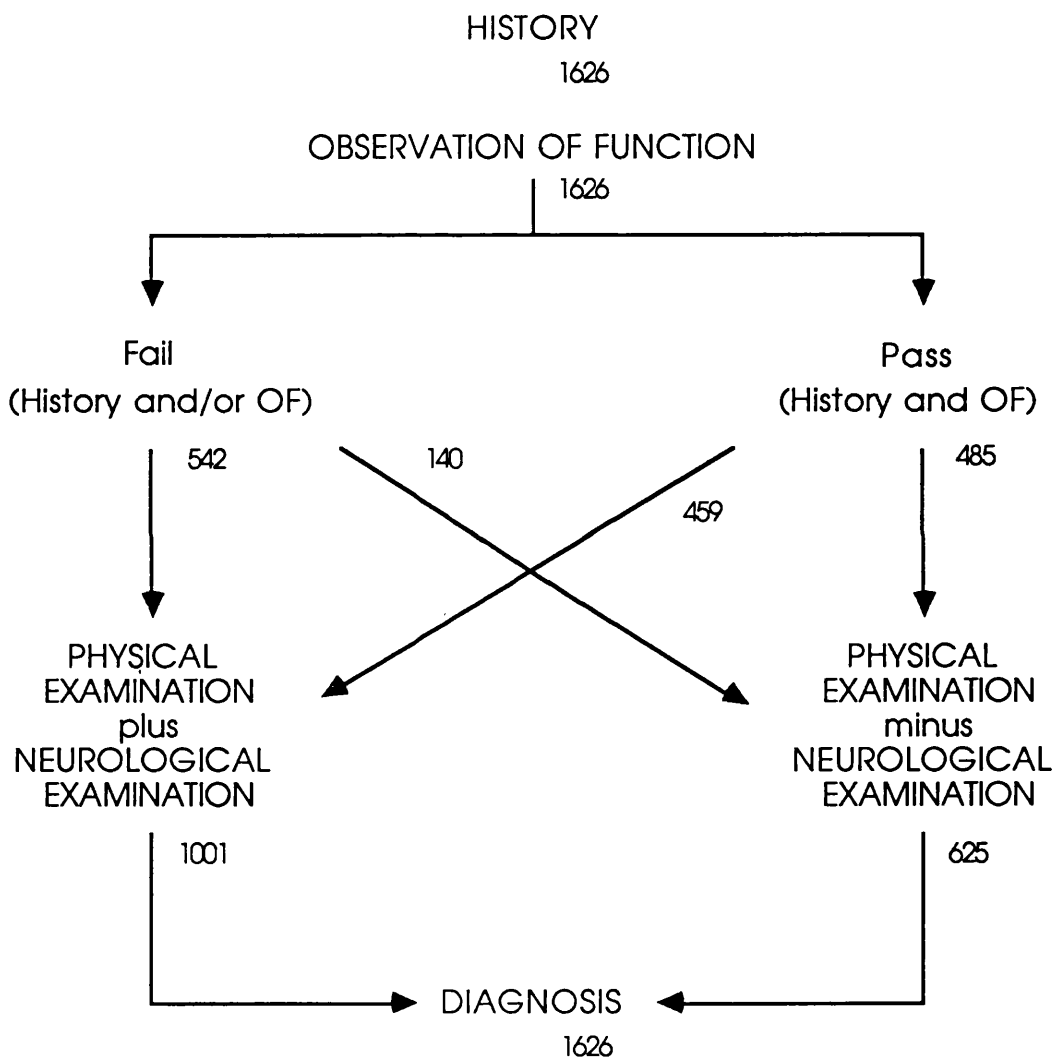 HISTORY
1626
OBSERVATION OF FUNCTION
1626
Fail
(History and/or OF)
Pass
(History and OF)
542
140
459
485
PHYSICAL
EXAMINATION
plus
NEUROLOGICAL
EXAMINATION
PHYSICAL
EXAMINATION
minus
NEUROLOGICAL
EXAMINATION
1001
625
DIAGNOSIS
1626